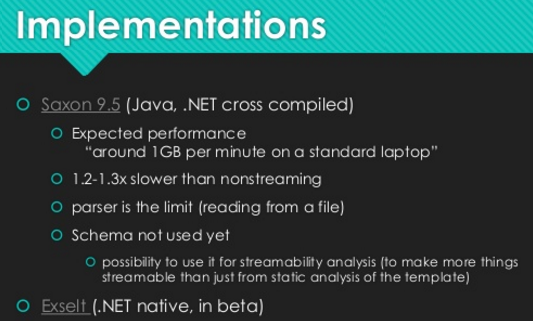 Implementations
Saxon 9.5 (Java, .NET cross compiled)
Expected performance
“around 1GB per minute on a standard laptop”
1.2-1.3x slower than nonstreaming
parser is the limit (reading from a file)
Schema not used yet
possibility to use it for streamability analysis (to make more things
streamable than just from static analysis of the template)
Exselt (.NET native, in beta)